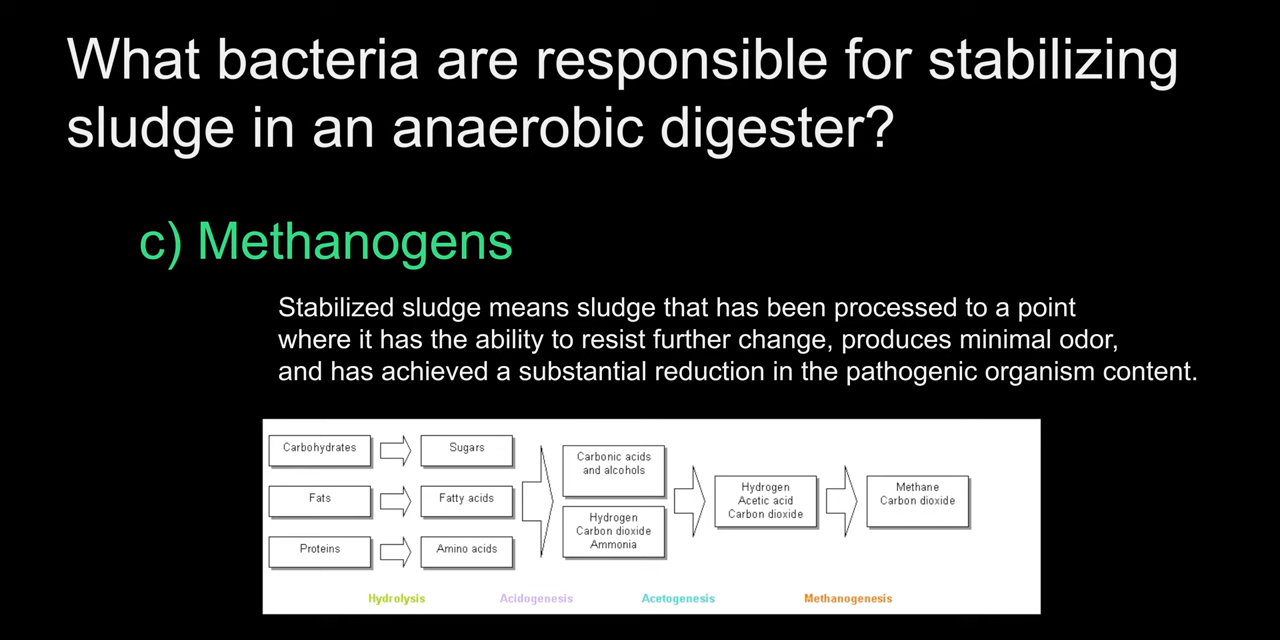 What bacteria are responsible for stabilizing
sludge in an anaerobic digester?
c) Methanogens
Stabilized sludge means sludge that has been processed to a point
where it has the ability to resist further change, produces minimal odor,
and has achieved a substantial reduction in the pathogenic organism content.
Carbohydrates
Sugars
Fats
Fatty acids
Proteins
Amino acids
Carbonic acids
and alcohols
Hydrogen
Carbon dioxide
Ammonia
Hydrogen
Acetic acid
Carbon dioxide
Methane
Carbon dioxide
Hydrolysis
Acidogenesis
Acetogenesis
Methanogenesis